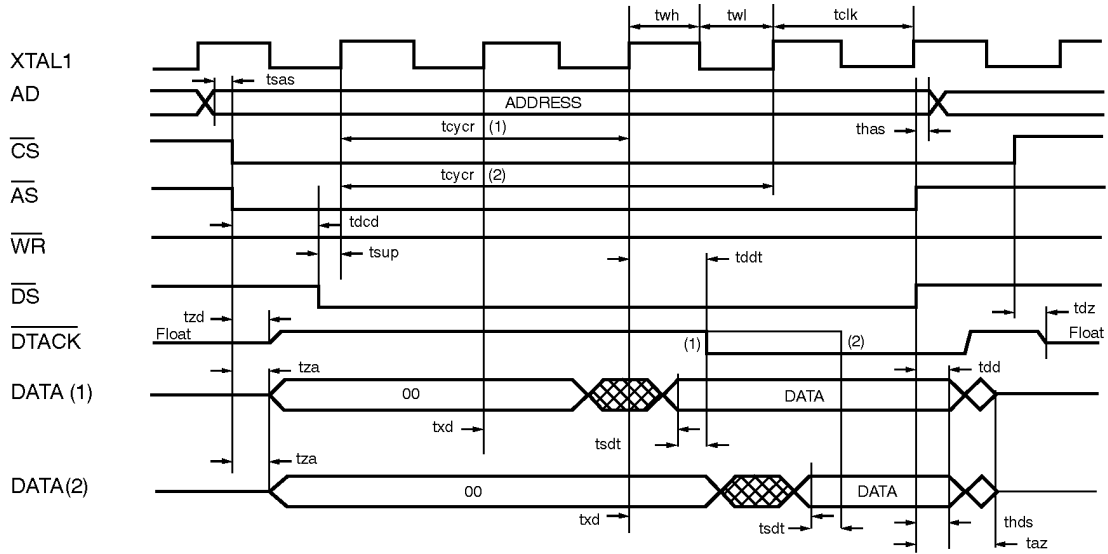 twh twl tclk
XTAL1
tsas
AD
ADDRESS
tcycr (1)
thas
CS
tcycr (2)
AS
tdcd
WR
tsup
tddt
DS
tzd
tdz
Float
DTACK
(1)
(2)
Float
tza
tdd
DATA (1)
00
DATA
txd
tsdt
tza
DATA(2)
00
DATA
txd
tsdt
thds
taz